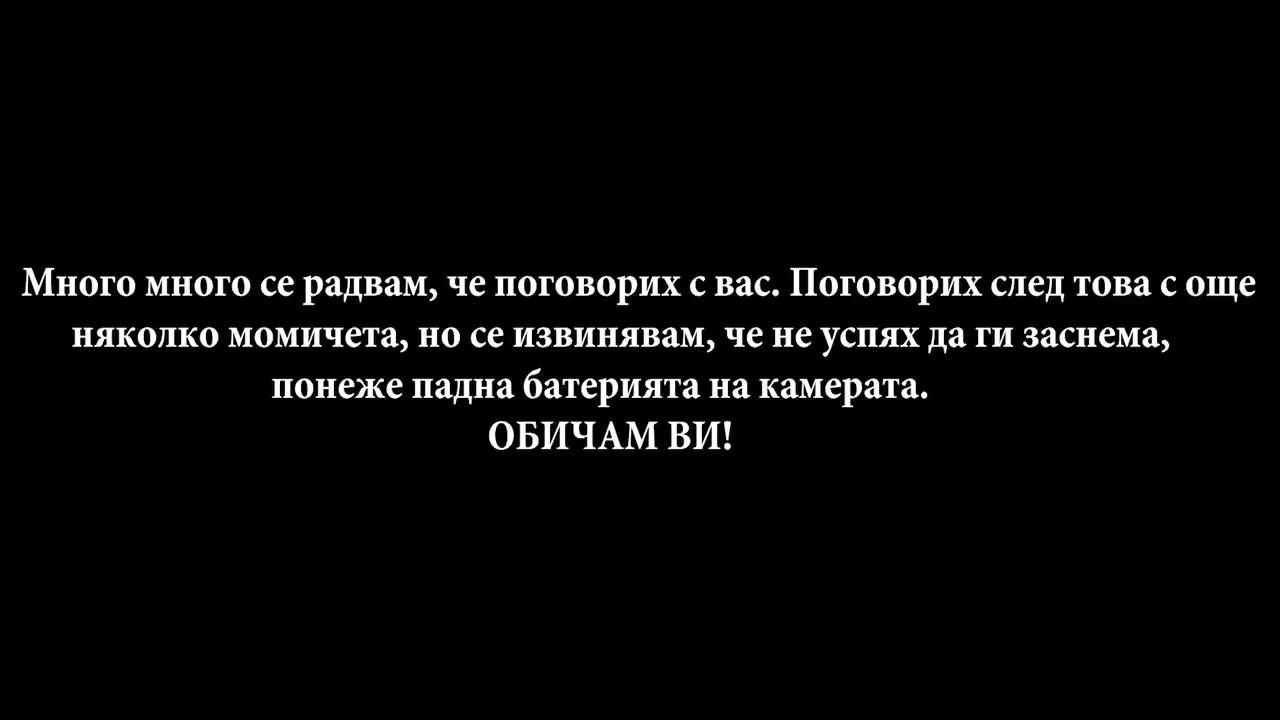 Много много се радвам, че поговорих с вас. Поговорих след това с още
няколко момичета, но се извинявам, че не успях да ги заснема,
понеже падна батерията на камерата.
ОБИЧАМ ВИ!